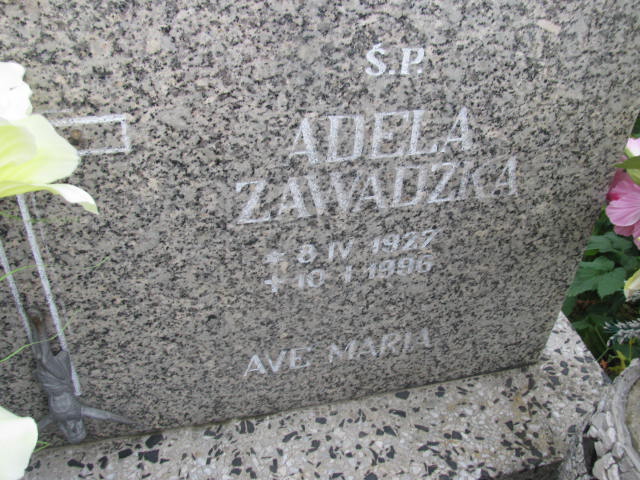 Ś.P.
ADELA
ZAWADZKA
* 8 IV 1927
+ 10 I 1996
AVE MARIA